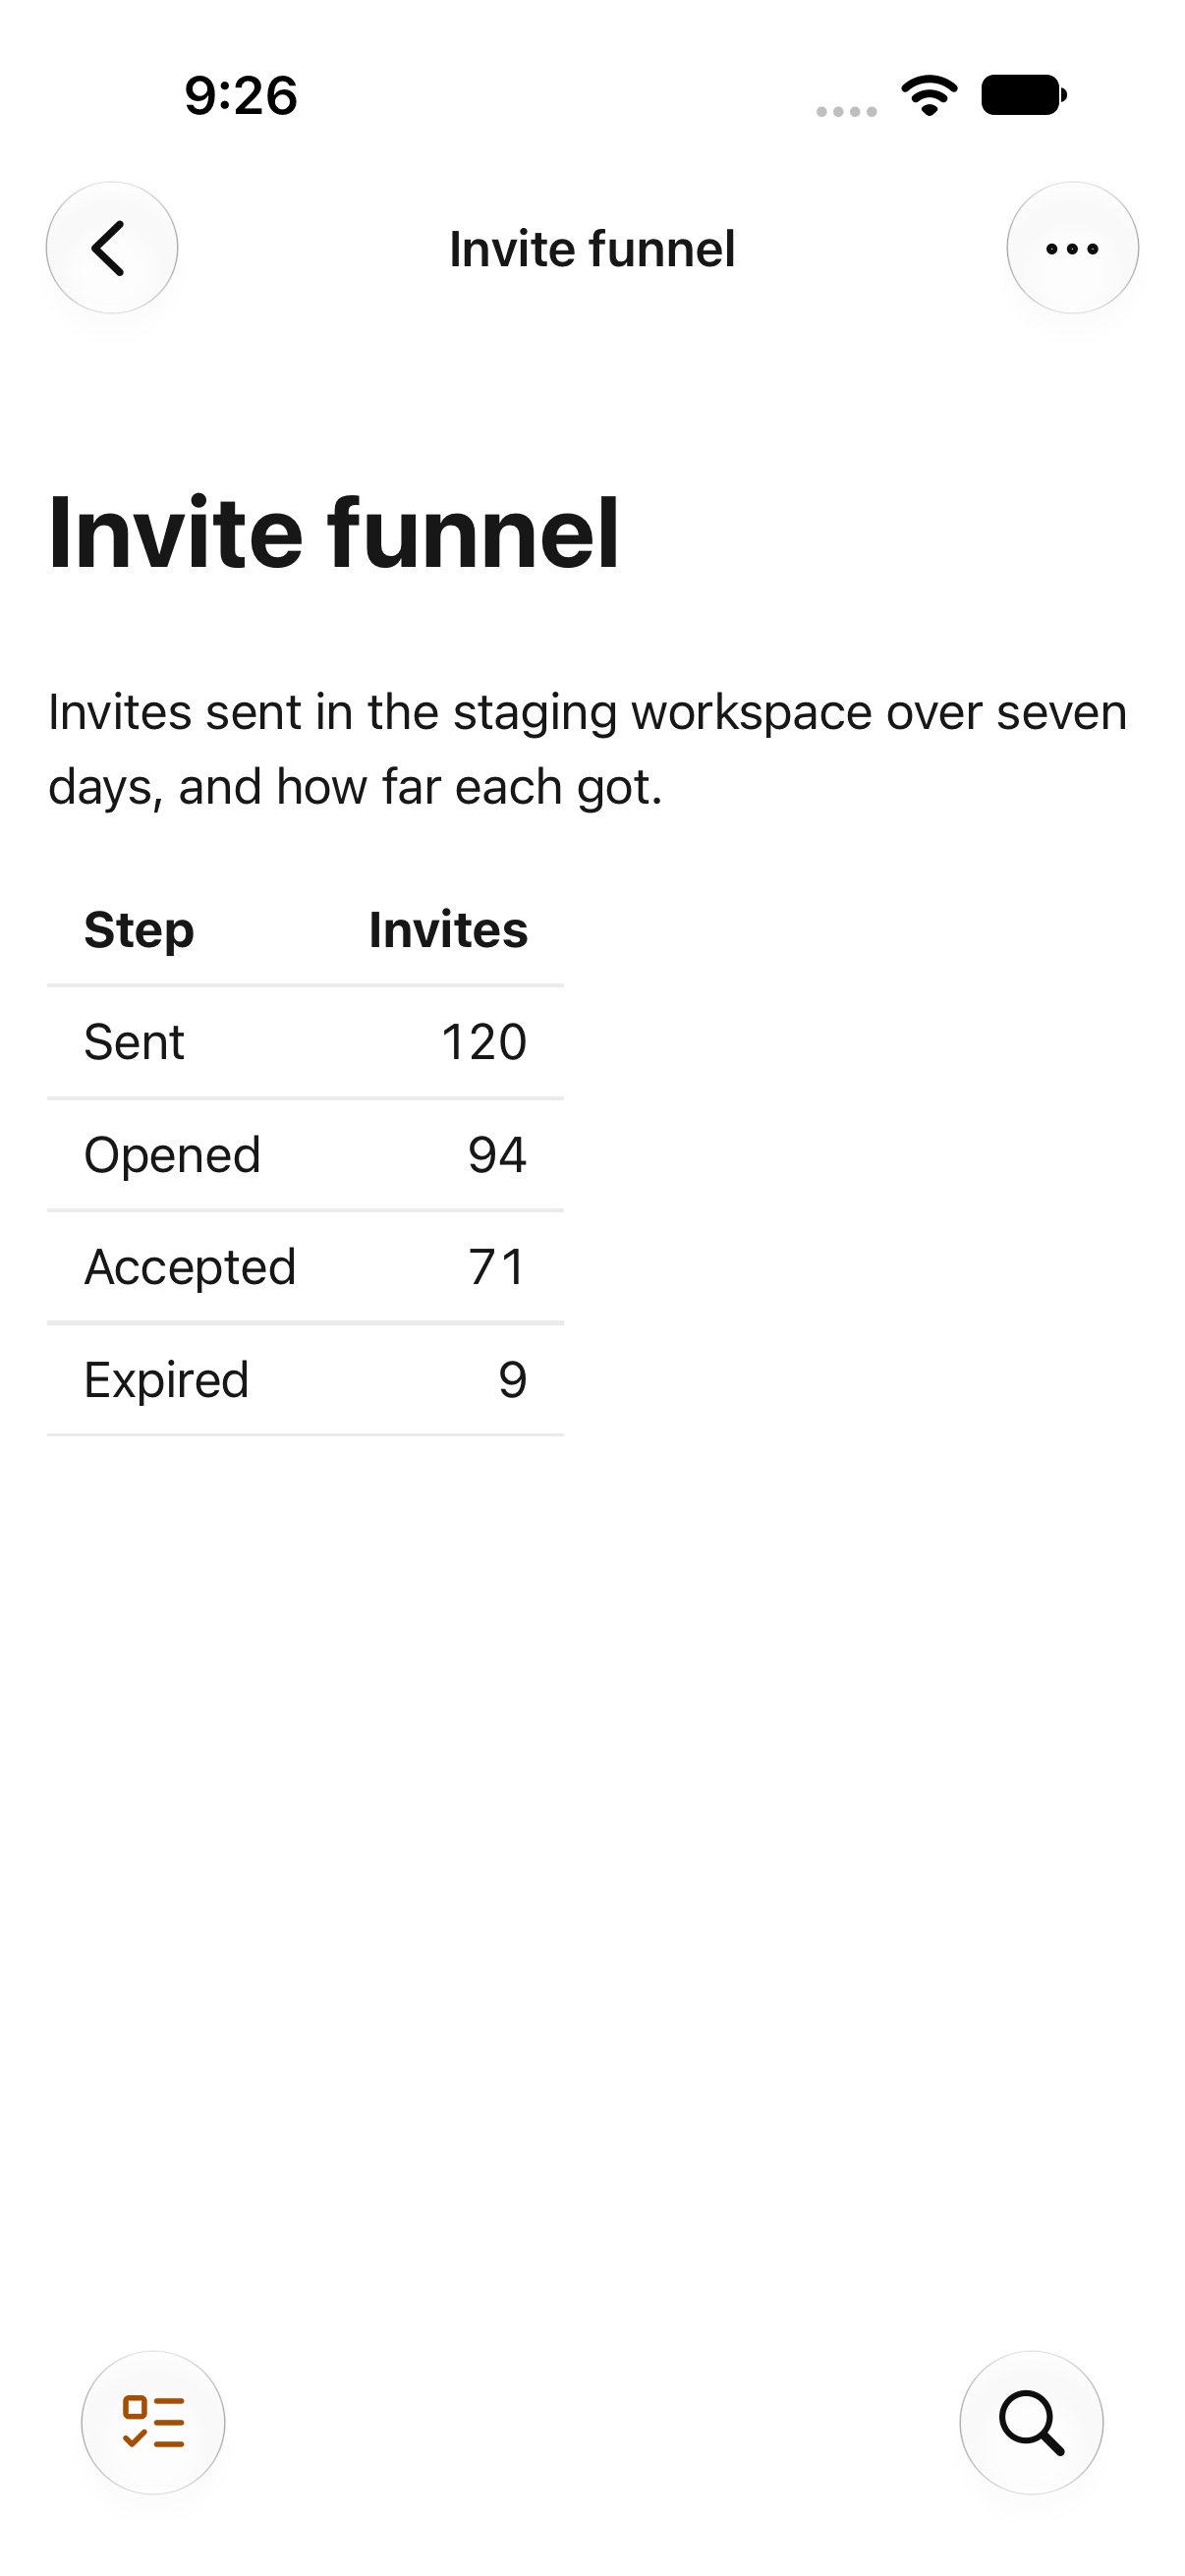 9:26
Invite funnel
Invite funnel
Invites sent in the staging workspace over seven
days, and how far each got.
Step Invites
Sent 120
Opened 94
Accepted 71
Expired 9